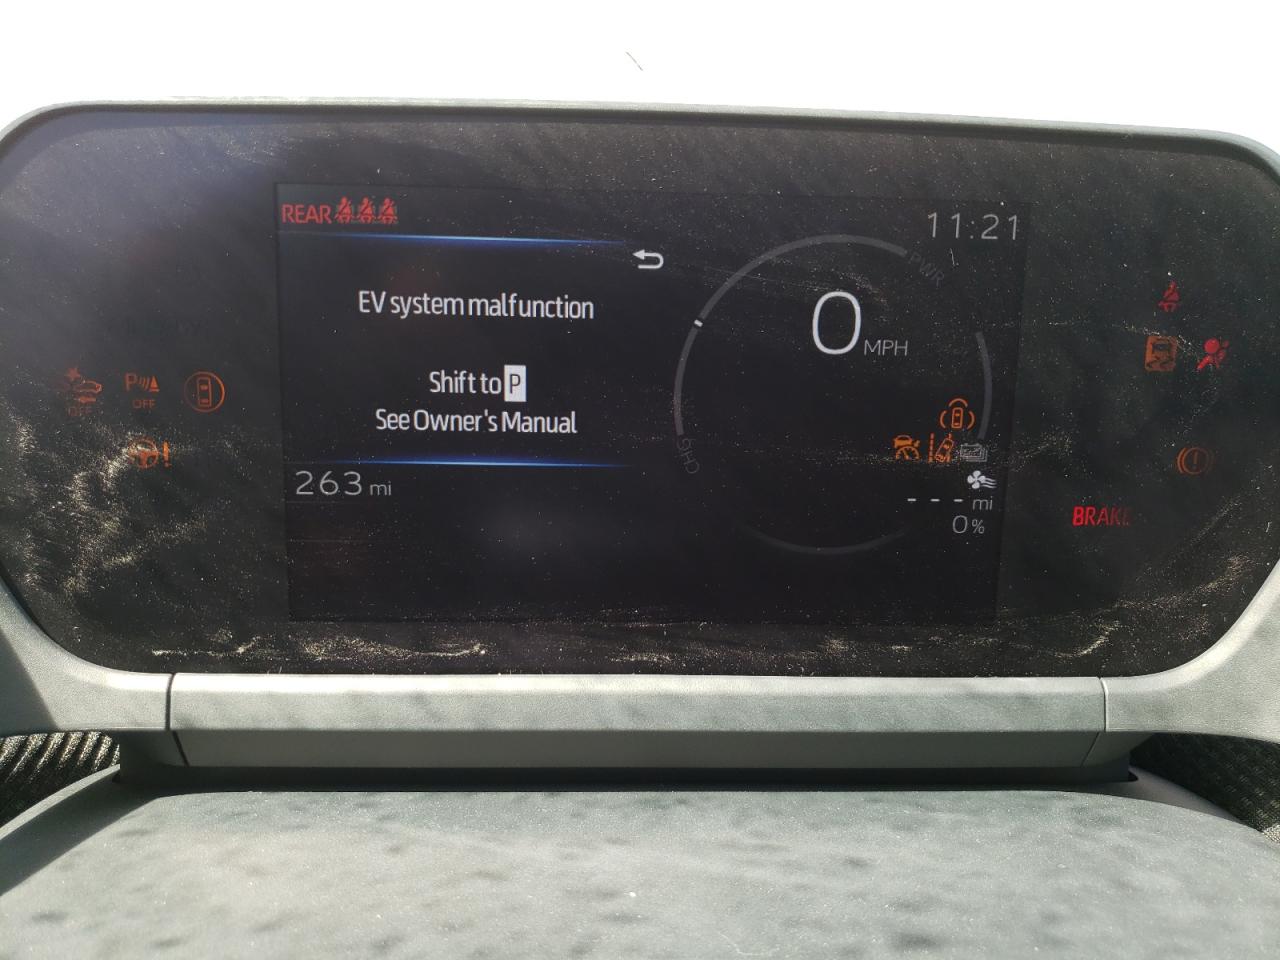 REAR
11:21
EV system malfunction
PWR
0 MPH
Shift to P
See Owner's Manual
P OFF
OFF
CHG
263 mi
- - - mi
0 %
BRAKE